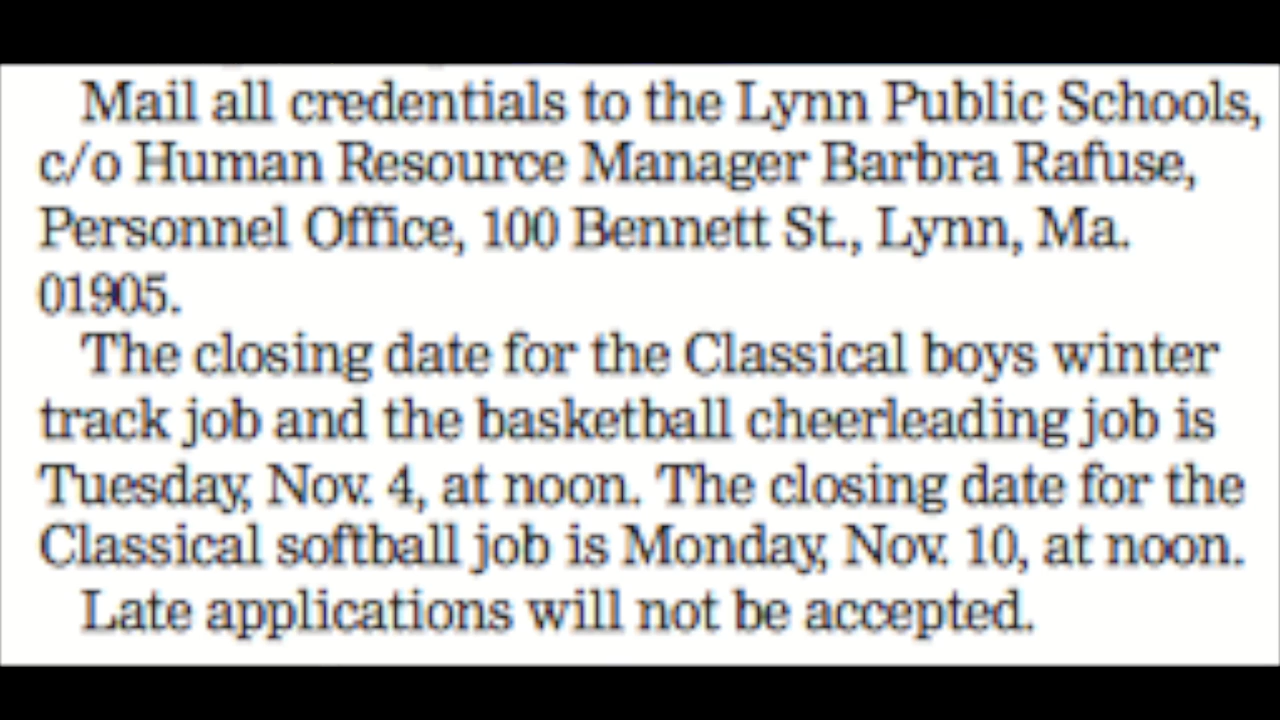 Mail all credentials to the Lynn Public Schools,
c/o Human Resource Manager Barbra Rafuse,
Personnel Office, 100 Bennett St., Lynn, Ma.
01905.
The closing date for the Classical boys winter
track job and the basketball cheerleading job is
Tuesday, Nov. 4, at noon. The closing date for the
Classical softball job is Monday, Nov. 10, at noon.
Late applications will not be accepted.